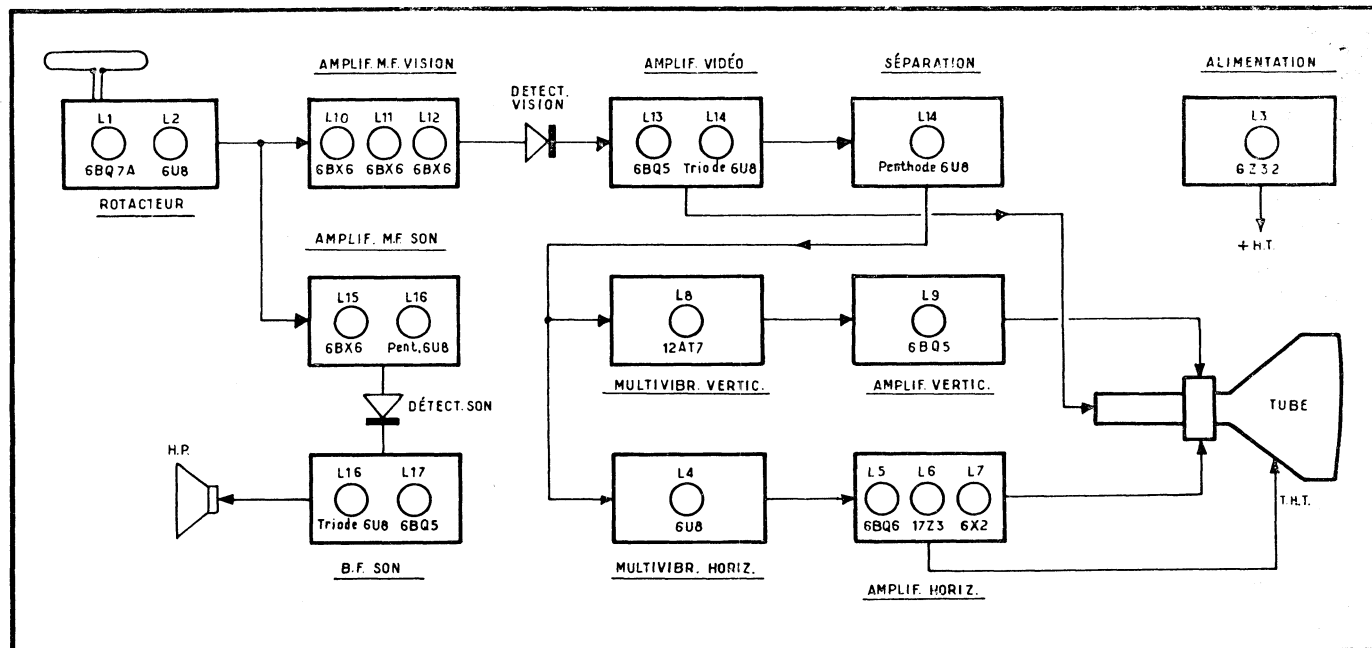 AMPLIF. M.F. VISION
AMPLIF. VIDÉO
SÉPARATION
ALIMENTATION
DETECT.
VISION
L1 L2
6BQ7A 6U8
ROTACTEUR
L10 L11 L12
6BX6 6BX6 6BX6
L13 L14
6BQ5 Triode 6U8
L14
Penthode 6U8
L3
GZ32
+ H.T.
AMPLIF. M.F. SON
L15 L16
6BX6 Pent. 6U8
L8
12AT7
MULTIVIBR. VERTIC.
L9
6BQ5
AMPLIF. VERTIC.
DÉTECT. SON
TUBE
H.P.
L16 L17
Triode 6U8 6BQ5
B.F. SON
L4
6U8
MULTIVIBR. HORIZ.
L5 L6 L7
6BQ6 17Z3 6X2
AMPLIF. HORIZ.
T.H.T.